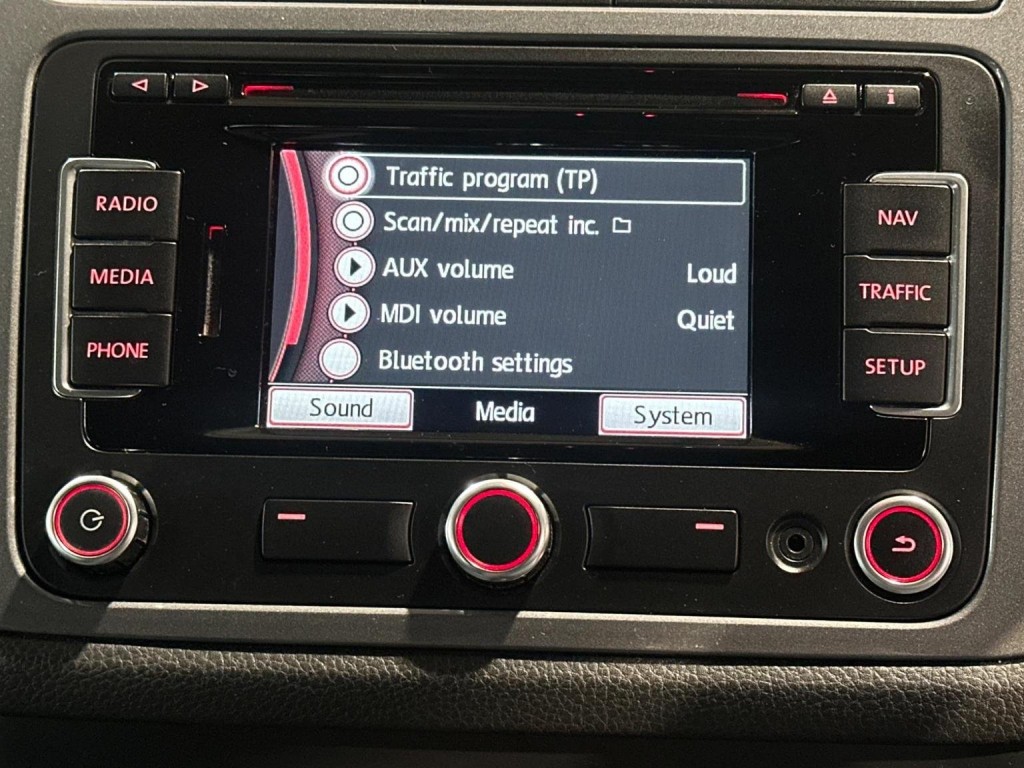 i
RADIO
MEDIA
PHONE
Traffic program (TP)
Scan/mix/repeat inc.
AUX volume Loud
MDI volume Quiet
Bluetooth settings
Sound Media System
NAV
TRAFFIC
SETUP